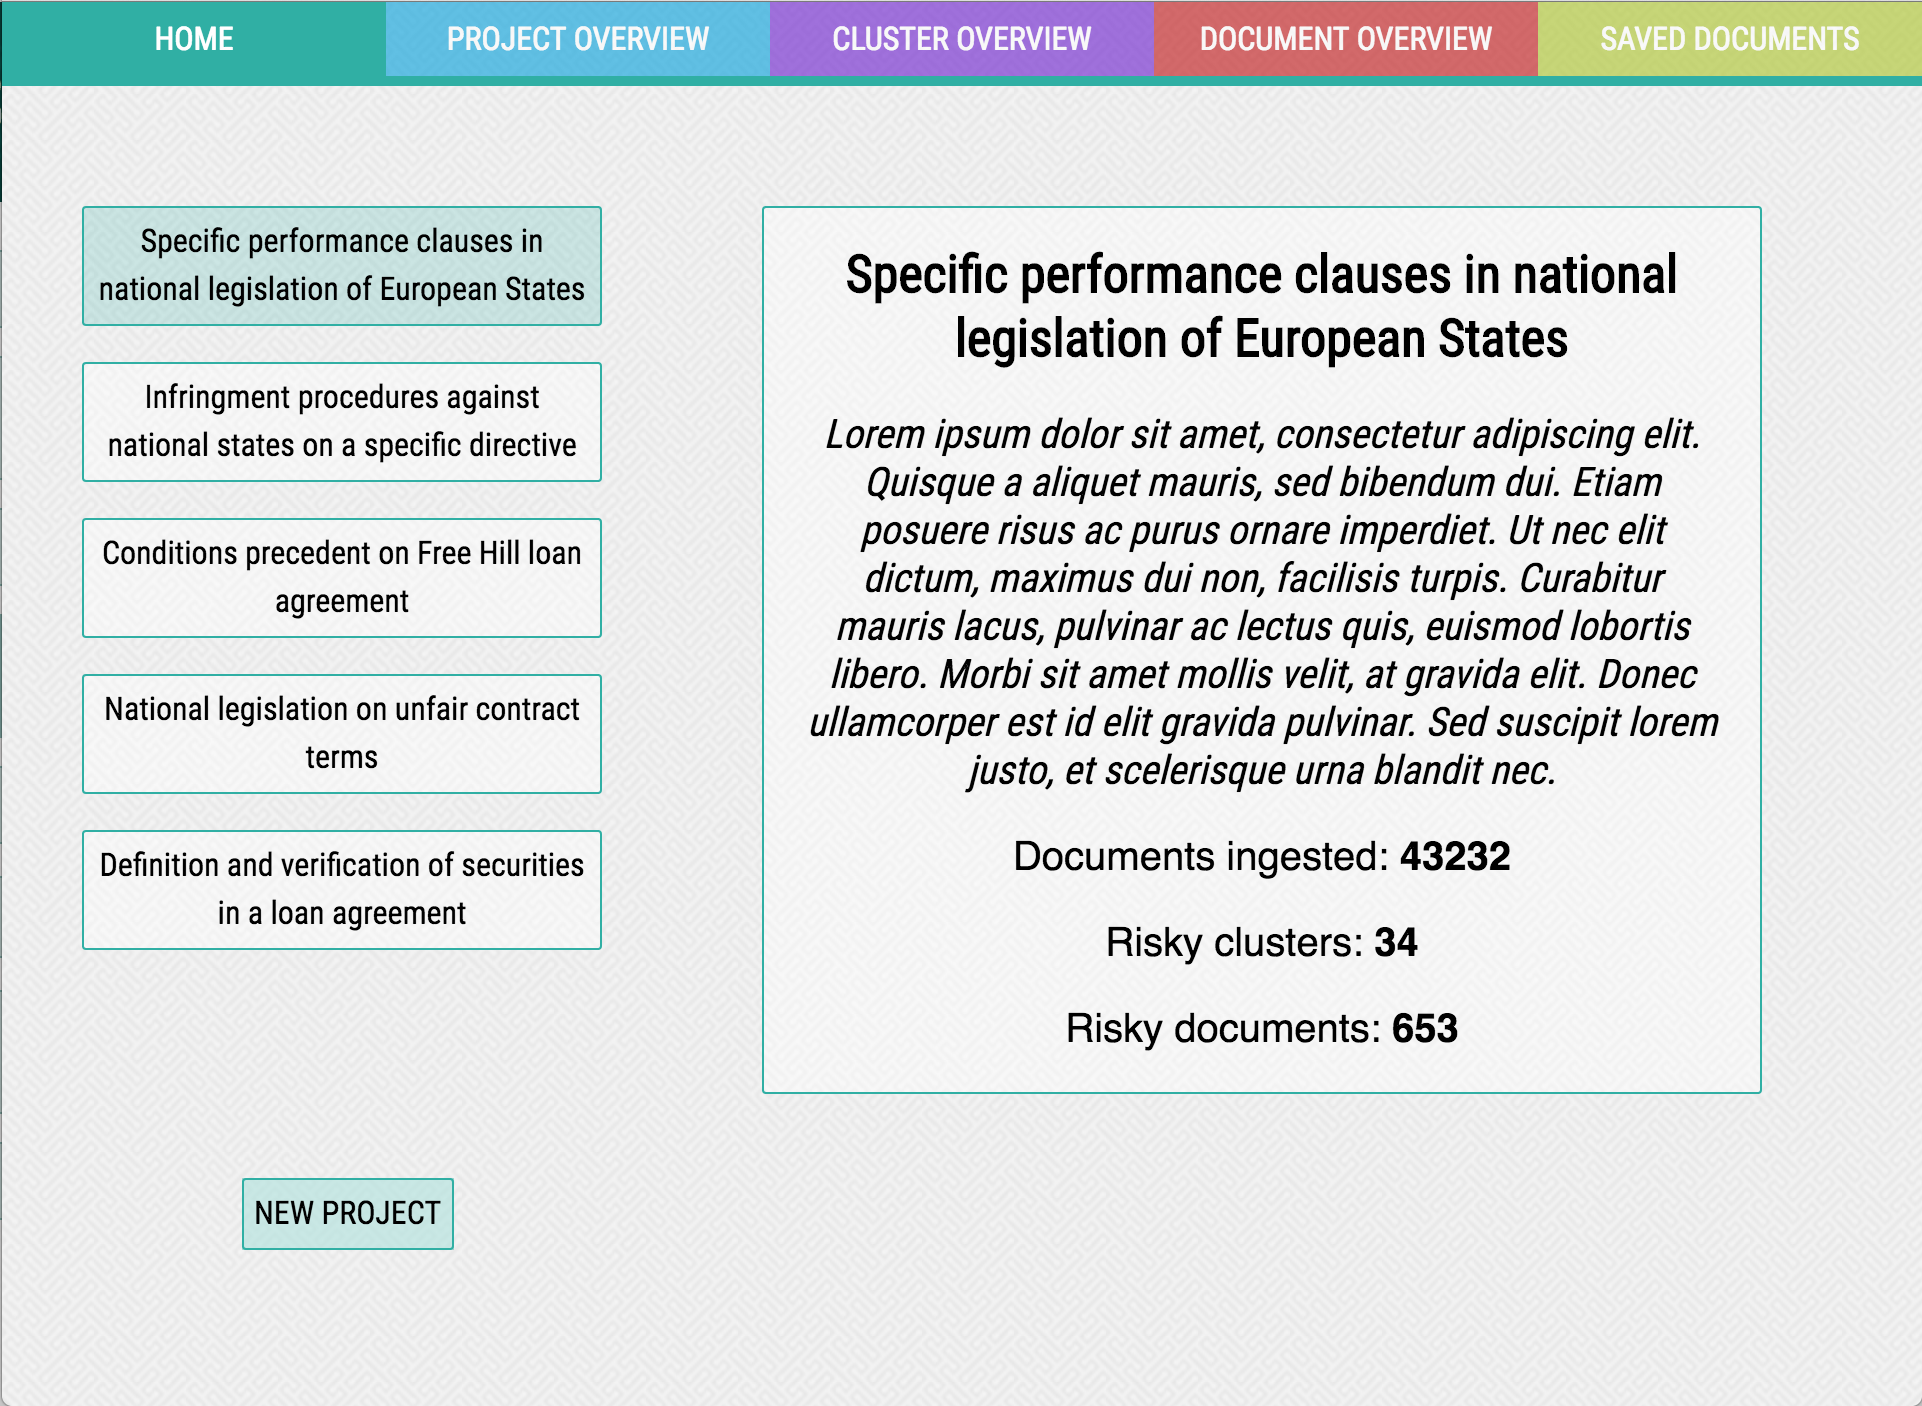 HOME
PROJECT OVERVIEW
CLUSTER OVERVIEW
DOCUMENT OVERVIEW
SAVED DOCUMENTS
Specific performance clauses in
national legislation of European States
Infringment procedures against
national states on a specific directive
Conditions precedent on Free Hill loan
agreement
National legislation on unfair contract
terms
Definition and verification of securities
in a loan agreement
NEW PROJECT
Specific performance clauses in national
legislation of European States
Lorem ipsum dolor sit amet, consectetur adipiscing elit.
Quisque a aliquet mauris, sed bibendum dui. Etiam
posuere risus ac purus ornare imperdiet. Ut nec elit
dictum, maximus dui non, facilisis turpis. Curabitur
mauris lacus, pulvinar ac lectus quis, euismod lobortis
libero. Morbi sit amet mollis velit, at gravida elit. Donec
ullamcorper est id elit gravida pulvinar. Sed suscipit lorem
justo, et scelerisque urna blandit nec.
Documents ingested: 43232
Risky clusters: 34
Risky documents: 653